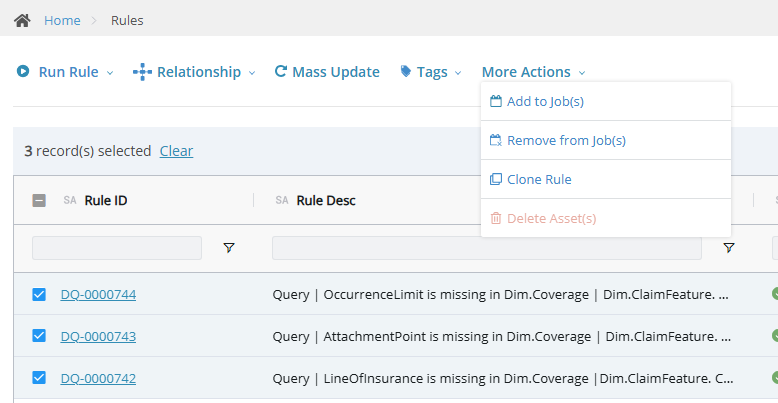 Home > Rules
Run Rule Relationship Mass Update Tags More Actions
Add to Job(s)
Remove from Job(s)
Clone Rule
Delete Asset(s)
3 record(s) selected Clear
SA Rule ID SA Rule Desc
DQ-0000744 Query | OccurrenceLimit is missing in Dim.Coverage | Dim.ClaimFeature. ...
DQ-0000743 Query | AttachmentPoint is missing in Dim.Coverage | Dim.ClaimFeature. ...
DQ-0000742 Query | LineOfInsurance is missing in Dim.Coverage |Dim.ClaimFeature. C...